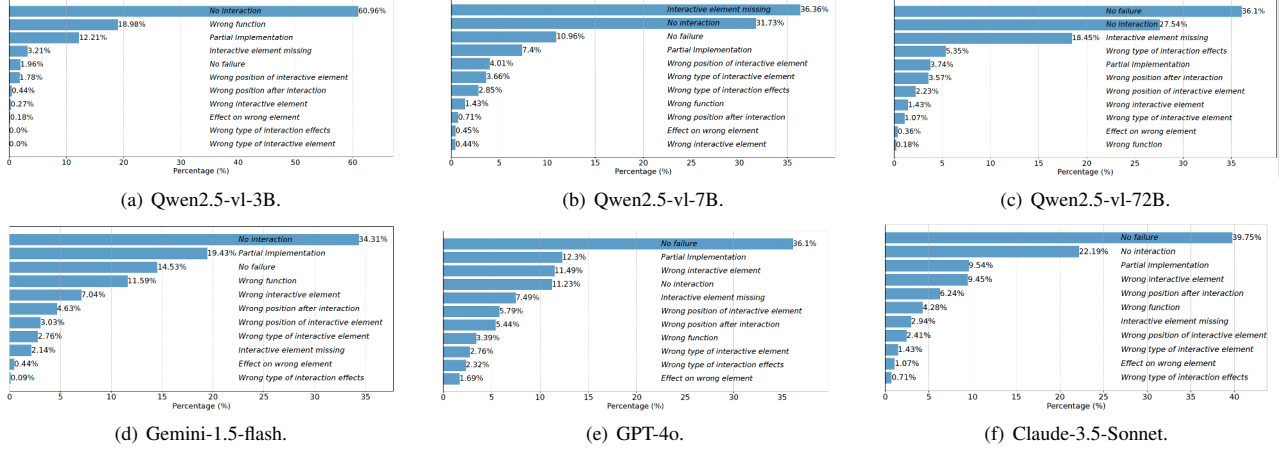 No Interaction 60.96%
18.98% Wrong function
12.21% Partial Implementation
3.21% Interactive element missing
1.96% No failure
1.78% Wrong position of interactive element
0.44% Wrong position after interaction
0.27% Wrong interactive element
0.18% Effect on wrong element
0.0% Wrong type of interaction effects
0.0% Wrong type of interactive element
0 10 20 30 40 50 60
Percentage (%)
(a) Qwen2.5-vl-3B.
Interactive element missing 36.36%
No interaction 31.73%
10.96% No failure
7.4% Partial Implementation
4.01% Wrong position of interactive element
3.66% Wrong type of interactive element
2.85% Wrong type of interaction effects
1.43% Wrong function
0.71% Wrong position after interaction
0.45% Effect on wrong element
0.44% Wrong interactive element
0 5 10 15 20 25 30 35
Percentage (%)
(b) Qwen2.5-vl-7B.
No failure 36.1%
No interaction 27.54%
18.45% Interactive element missing
5.35% Wrong type of interaction effects
3.74% Partial Implementation
3.57% Wrong position after interaction
2.23% Wrong position of interactive element
1.43% Wrong interactive element
1.07% Wrong type of interactive element
0.36% Effect on wrong element
0.18% Wrong function
0 5 10 15 20 25 30 35
Percentage (%)
(c) Qwen2.5-vl-72B.
No interaction 34.31%
19.43% Partial Implementation
14.53% No failure
11.59% Wrong function
7.04% Wrong interactive element
4.63% Wrong position after interaction
3.03% Wrong position of interactive element
2.76% Wrong type of interactive element
2.14% Interactive element missing
0.44% Effect on wrong element
0.09% Wrong type of interaction effects
0 5 10 15 20 25 30 35
Percentage (%)
(d) Gemini-1.5-flash.
No failure 36.1%
12.3% Partial Implementation
11.49% Wrong interactive element
11.23% No interaction
7.49% Interactive element missing
5.79% Wrong position of interactive element
5.44% Wrong position after interaction
3.39% Wrong function
2.76% Wrong type of interactive element
2.32% Wrong type of interaction effects
1.69% Effect on wrong element
0 5 10 15 20 25 30 35
Percentage (%)
(e) GPT-4o.
No failure 39.75%
22.19% No interaction
9.54% Partial Implementation
9.45% Wrong interactive element
6.24% Wrong position after interaction
4.28% Wrong function
2.94% Interactive element missing
2.41% Wrong position of interactive element
1.43% Wrong type of interactive element
1.07% Effect on wrong element
0.71% Wrong type of interaction effects
0 5 10 15 20 25 30 35 40
Percentage (%)
(f) Claude-3.5-Sonnet.